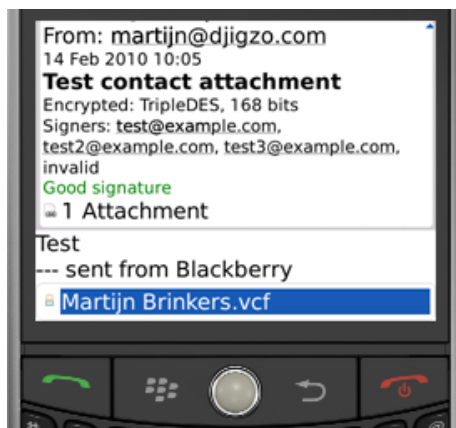 From: martijn@djigzo.com
14 Feb 2010 10:05
Test contact attachment
Encrypted: TripleDES, 168 bits
Signers: test@example.com,
test2@example.com, test3@example.com,
invalid
Good signature
1 Attachment
Test
--- sent from Blackberry
Martijn Brinkers.vcf